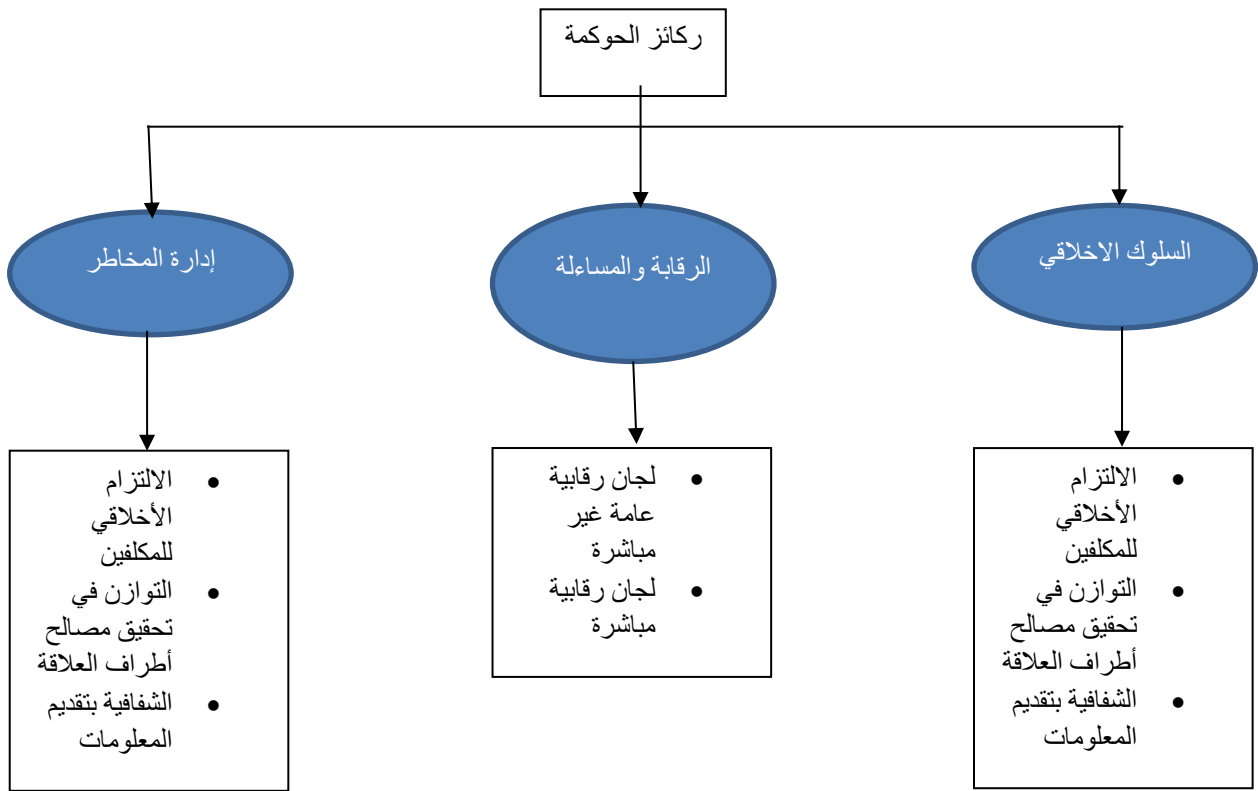 ركائز الحوكمة
السلوك الاخلاقي
الرقابة والمساءلة
إدارة المخاطر
• الالتزام
الأخلاقي
للمكلفين
• التوازن في
تحقيق مصالح
أطراف العلاقة
• الشفافية بتقديم
المعلومات
• لجان رقابية
عامة غير
مباشرة
• لجان رقابية
مباشرة
• الالتزام
الأخلاقي
للمكلفين
• التوازن في
تحقيق مصالح
أطراف العلاقة
• الشفافية بتقديم
المعلومات